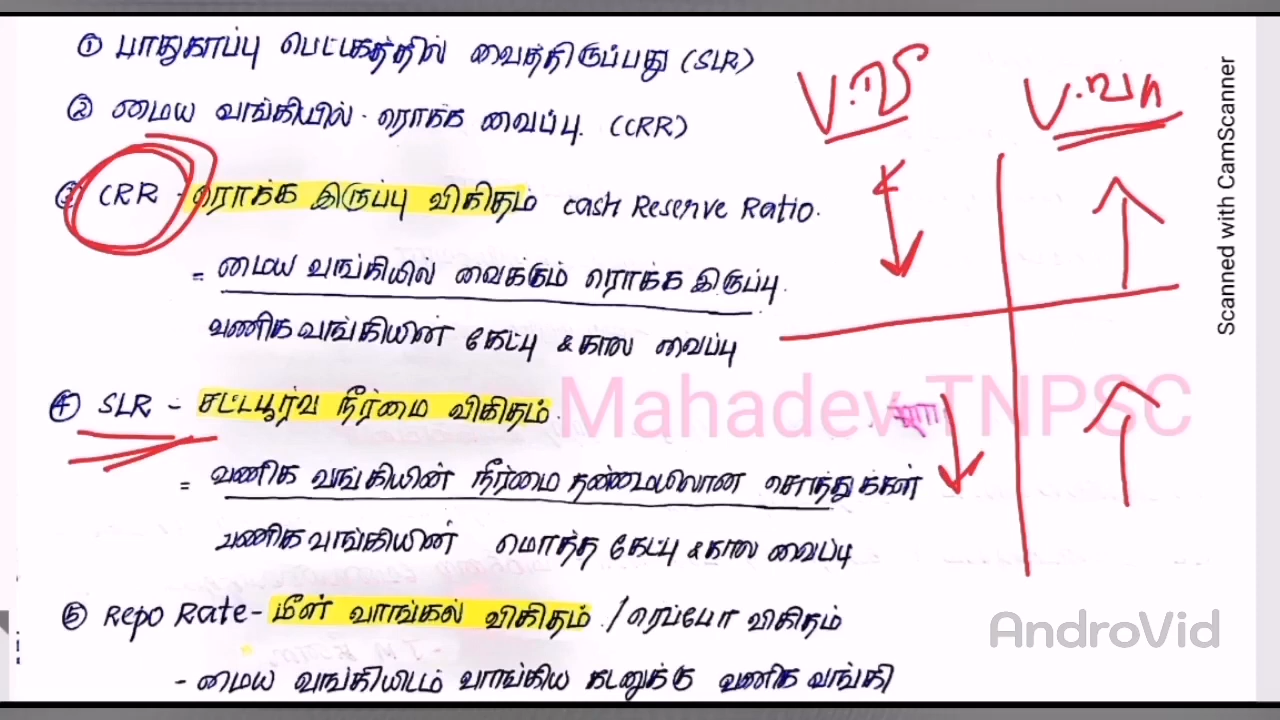 ① பாதுகாப்பு பெட்டகத்தில் வைத்திருப்பது (SLR)
② மைய வங்கியில் ரொக்க வைப்பு. (CRR)
③ CRR - ரொக்க இருப்பு விகிதம் cash Reserve Ratio.
= மைய வங்கியில் வைக்கும் ரொக்க இருப்பு.
வணிக வங்கியின் கேட்பு & கால வைப்பு
④ SLR - சட்டபூர்வ நீர்மை விகிதம்.
= வணிக வங்கியின் நீர்மை தன்மையிலான சொத்துக்கள்
வணிக வங்கியின் மொத்த கேட்பு & கால வைப்பு
⑤ Repo Rate - மீள் வாங்கல் விகிதம் / ரெப்போ விகிதம்
- மைய வங்கியிடம் வாங்கிய கடனுக்கு வணிக வங்கி
Mahadev TNPSC
Scanned with CamScanner
AndroVid